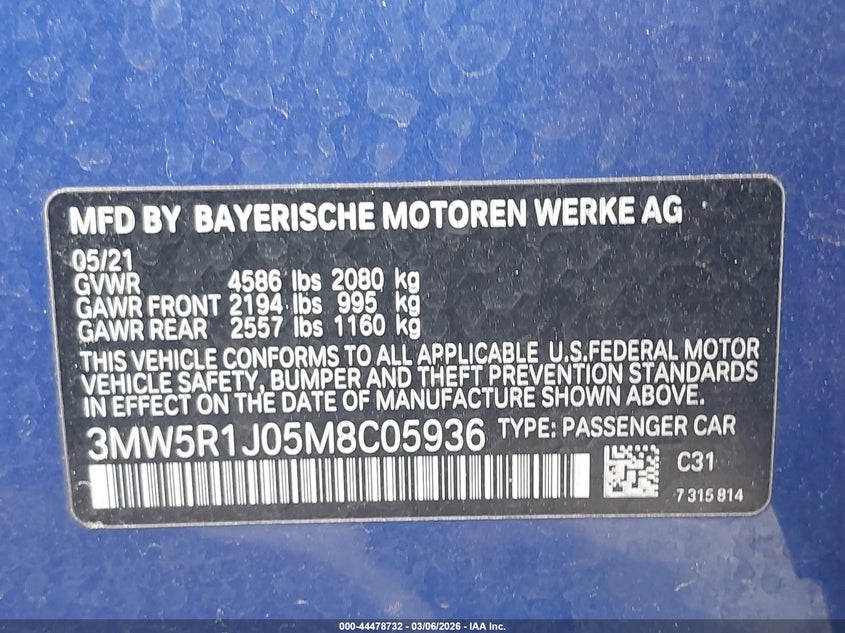 MFD BY BAYERISCHE MOTOREN WERKE AG
05/21
GVWR 4586 lbs 2080 kg
GAWR FRONT 2194 lbs 995 kg
GAWR REAR 2557 lbs 1160 kg
THIS VEHICLE CONFORMS TO ALL APPLICABLE U.S.FEDERAL MOTOR
VEHICLE SAFETY, BUMPER AND THEFT PREVENTION STANDARDS
IN EFFECT ON THE DATE OF MANUFACTURE SHOWN ABOVE.
3MW5R1J05M8C05936 TYPE: PASSENGER CAR
C31
7 315 814
000-44478732 - 03/06/2026 - IAA Inc.